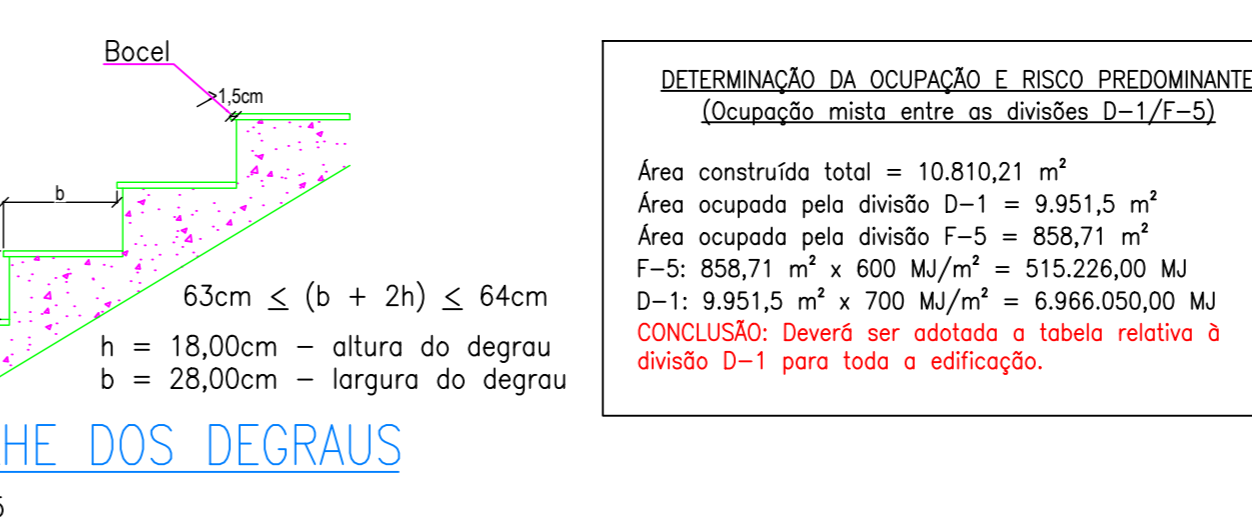 Bocel
>1,5cm
b
63cm ≤ (b + 2h) ≤ 64cm
h = 18,00cm – altura do degrau
b = 28,00cm – largura do degrau
HE DOS DEGRAUS
DETERMINAÇÃO DA OCUPAÇÃO E RISCO PREDOMINANTE
(Ocupação mista entre as divisões D–1/F–5)
Área construída total = 10.810,21 m²
Área ocupada pela divisão D–1 = 9.951,5 m²
Área ocupada pela divisão F–5 = 858,71 m²
F–5: 858,71 m² x 600 MJ/m² = 515.226,00 MJ
D–1: 9.951,5 m² x 700 MJ/m² = 6.966.050,00 MJ
CONCLUSÃO: Deverá ser adotada a tabela relativa à
divisão D–1 para toda a edificação.